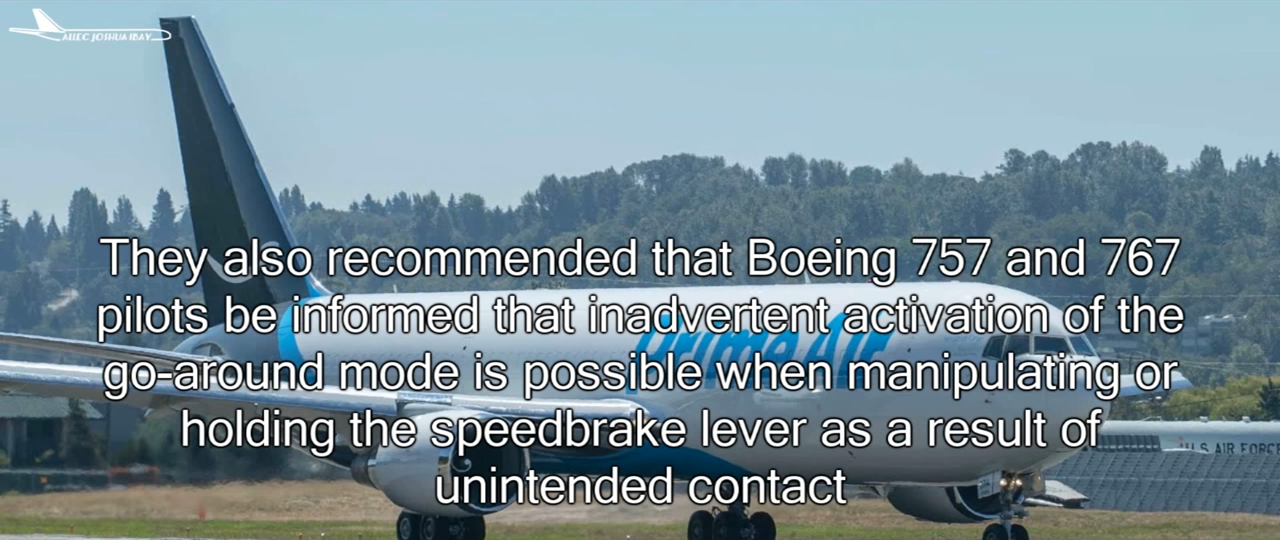 ALLEC JOSHUA IBAY
They also recommended that Boeing 757 and 767
pilots be informed that inadvertent activation of the
go-around mode is possible when manipulating or
holding the speedbrake lever as a result of
unintended contact
Prime Air
U.S AIR FORCE